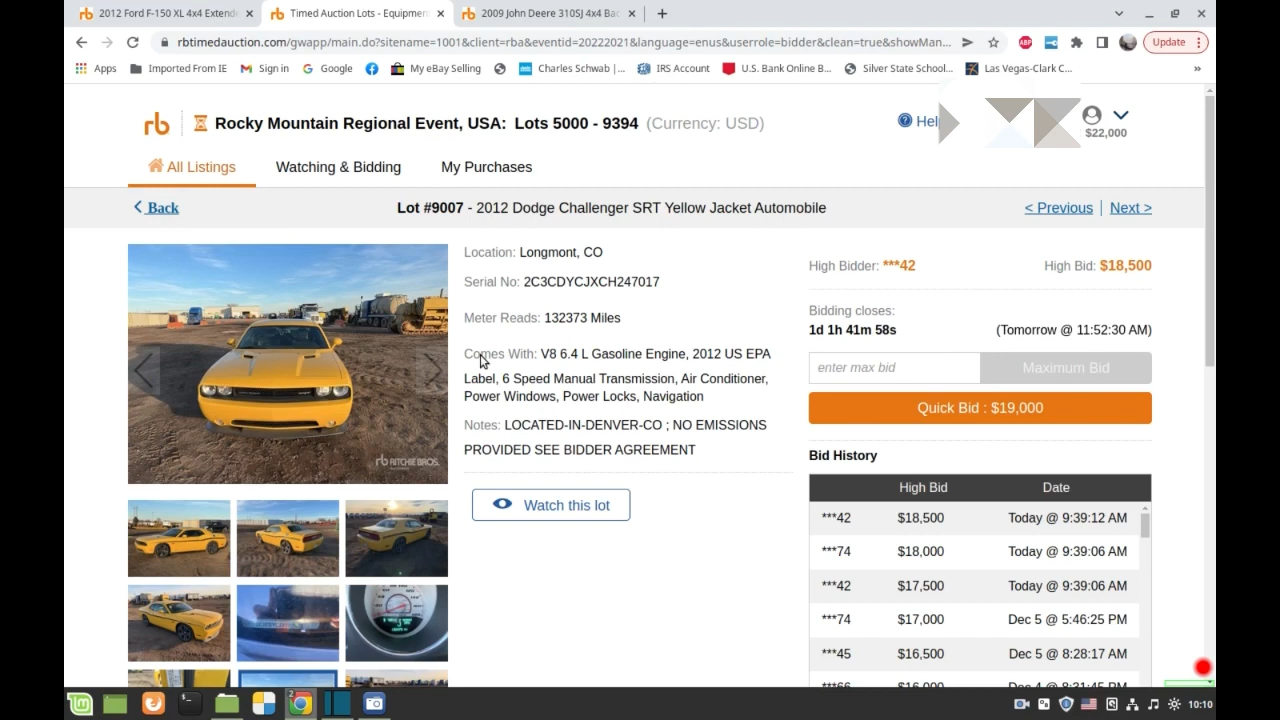 2012 Ford F-150 XL 4x4 Extende
Timed Auction Lots - Equipmen
2009 John Deere 310SJ 4x4 Bac
rbtimedauction.com/gwapp/main.do?sitename=1001&client=rba&eventid=20222021&language=enus&userrole=bidder&clean=true&showMan...
ABP
Update
Apps
Imported From IE
Sign in
Google
My eBay Selling
Charles Schwab |...
IRS Account
U.S. Bank Online B...
Silver State School...
Las Vegas-Clark C...
»
rb
Rocky Mountain Regional Event, USA: Lots 5000 - 9394 (Currency: USD)
Help
$22,000
All Listings
Watching & Bidding
My Purchases
Back
Lot #9007 - 2012 Dodge Challenger SRT Yellow Jacket Automobile
< Previous
Next >
Location: Longmont, CO
Serial No: 2C3CDYCJXCH247017
Meter Reads: 132373 Miles
Comes With: V8 6.4 L Gasoline Engine, 2012 US EPA
Label, 6 Speed Manual Transmission, Air Conditioner,
Power Windows, Power Locks, Navigation
Notes: LOCATED-IN-DENVER-CO ; NO EMISSIONS
PROVIDED SEE BIDDER AGREEMENT
Watch this lot
rb RITCHIE BROS.
High Bidder: ***42
High Bid: $18,500
Bidding closes:
1d 1h 41m 58s
(Tomorrow @ 11:52:30 AM)
enter max bid
Maximum Bid
Quick Bid : $19,000
Bid History
High Bid
Date
***42 $18,500 Today @ 9:39:12 AM
***74 $18,000 Today @ 9:39:06 AM
***42 $17,500 Today @ 9:39:06 AM
***74 $17,000 Dec 5 @ 5:46:25 PM
***45 $16,500 Dec 5 @ 8:28:17 AM
2
10:10